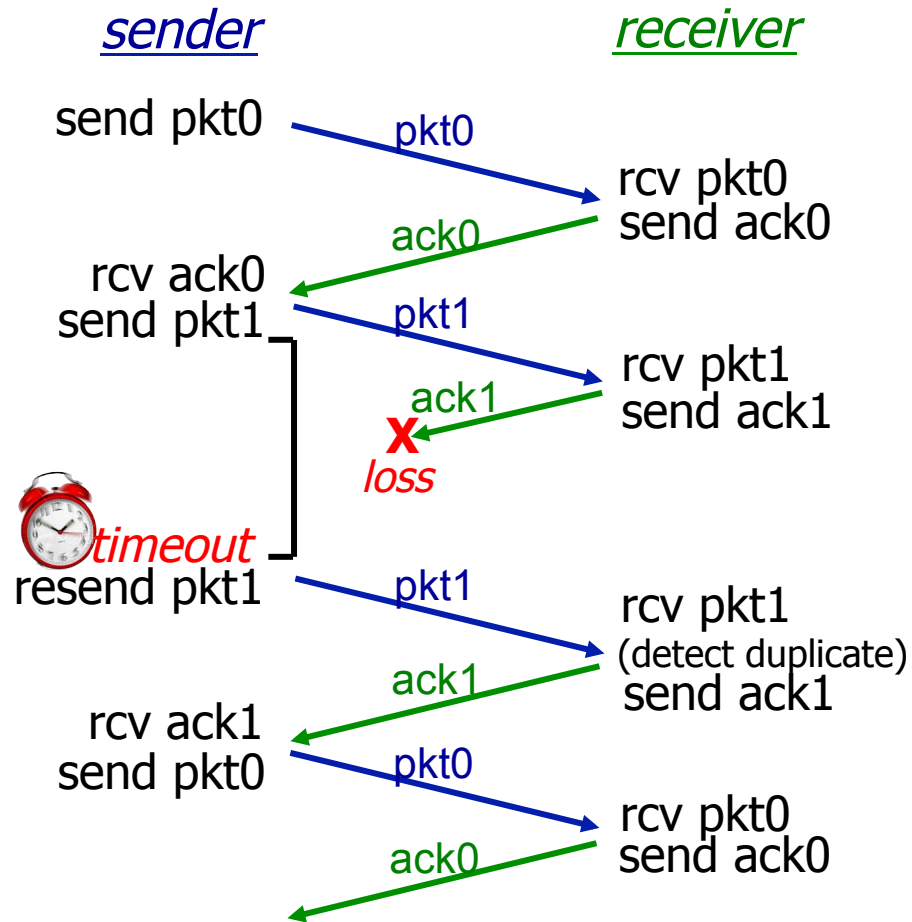 sender
receiver
send pkt0
pkt0
rcv pkt0
send ack0
ack0
rcv ack0
send pkt1
pkt1
rcv pkt1
send ack1
ack1
X
loss
timeout
resend pkt1
pkt1
rcv pkt1
(detect duplicate)
send ack1
ack1
rcv ack1
send pkt0
pkt0
rcv pkt0
send ack0
ack0